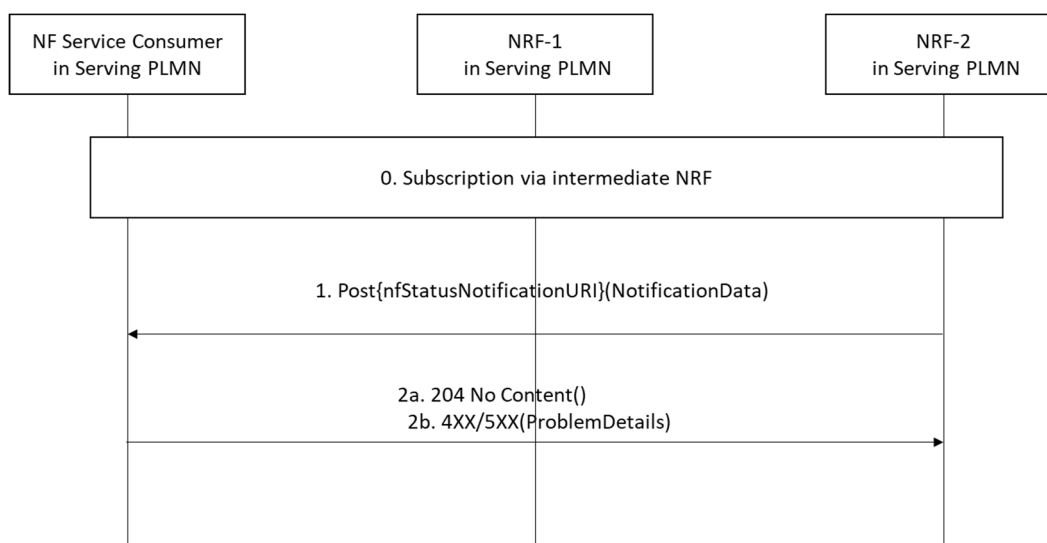 NF Service Consumer
in Serving PLMN
NRF-1
in Serving PLMN
NRF-2
in Serving PLMN
0. Subscription via intermediate NRF
1. Post{nfStatusNotificationURI}(NotificationData)
2a. 204 No Content()
2b. 4XX/5XX(ProblemDetails)